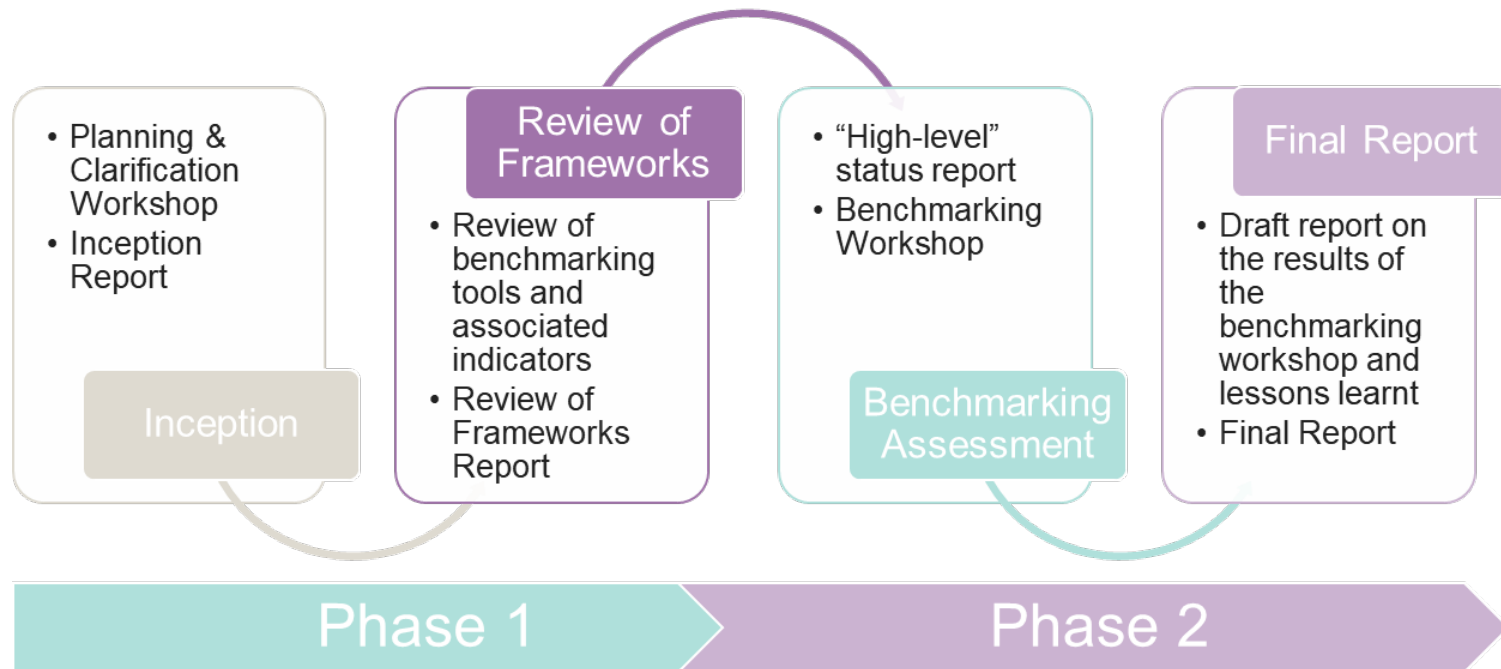 • Planning &
Clarification
Workshop
• Inception
Report
Inception
Review of
Frameworks
• Review of
benchmarking
tools and
associated
indicators
• Review of
Frameworks
Report
• “High-level”
status report
• Benchmarking
Workshop
Benchmarking
Assessment
Final Report
• Draft report on
the results of
the
benchmarking
workshop and
lessons learnt
• Final Report
Phase 1
Phase 2